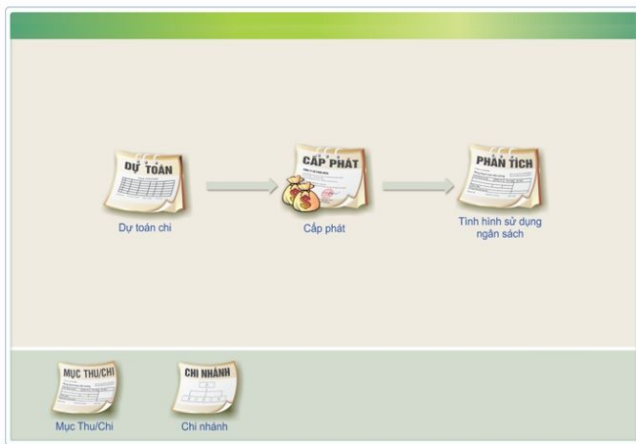 DỰ TOÁN
CẤP PHÁT
PHÂN TÍCH
Dự toán chi
Cấp phát
Tình hình sử dụng
ngân sách
MỤC THU/CHI
CHI NHÁNH
Mục Thu/Chi
Chi nhánh